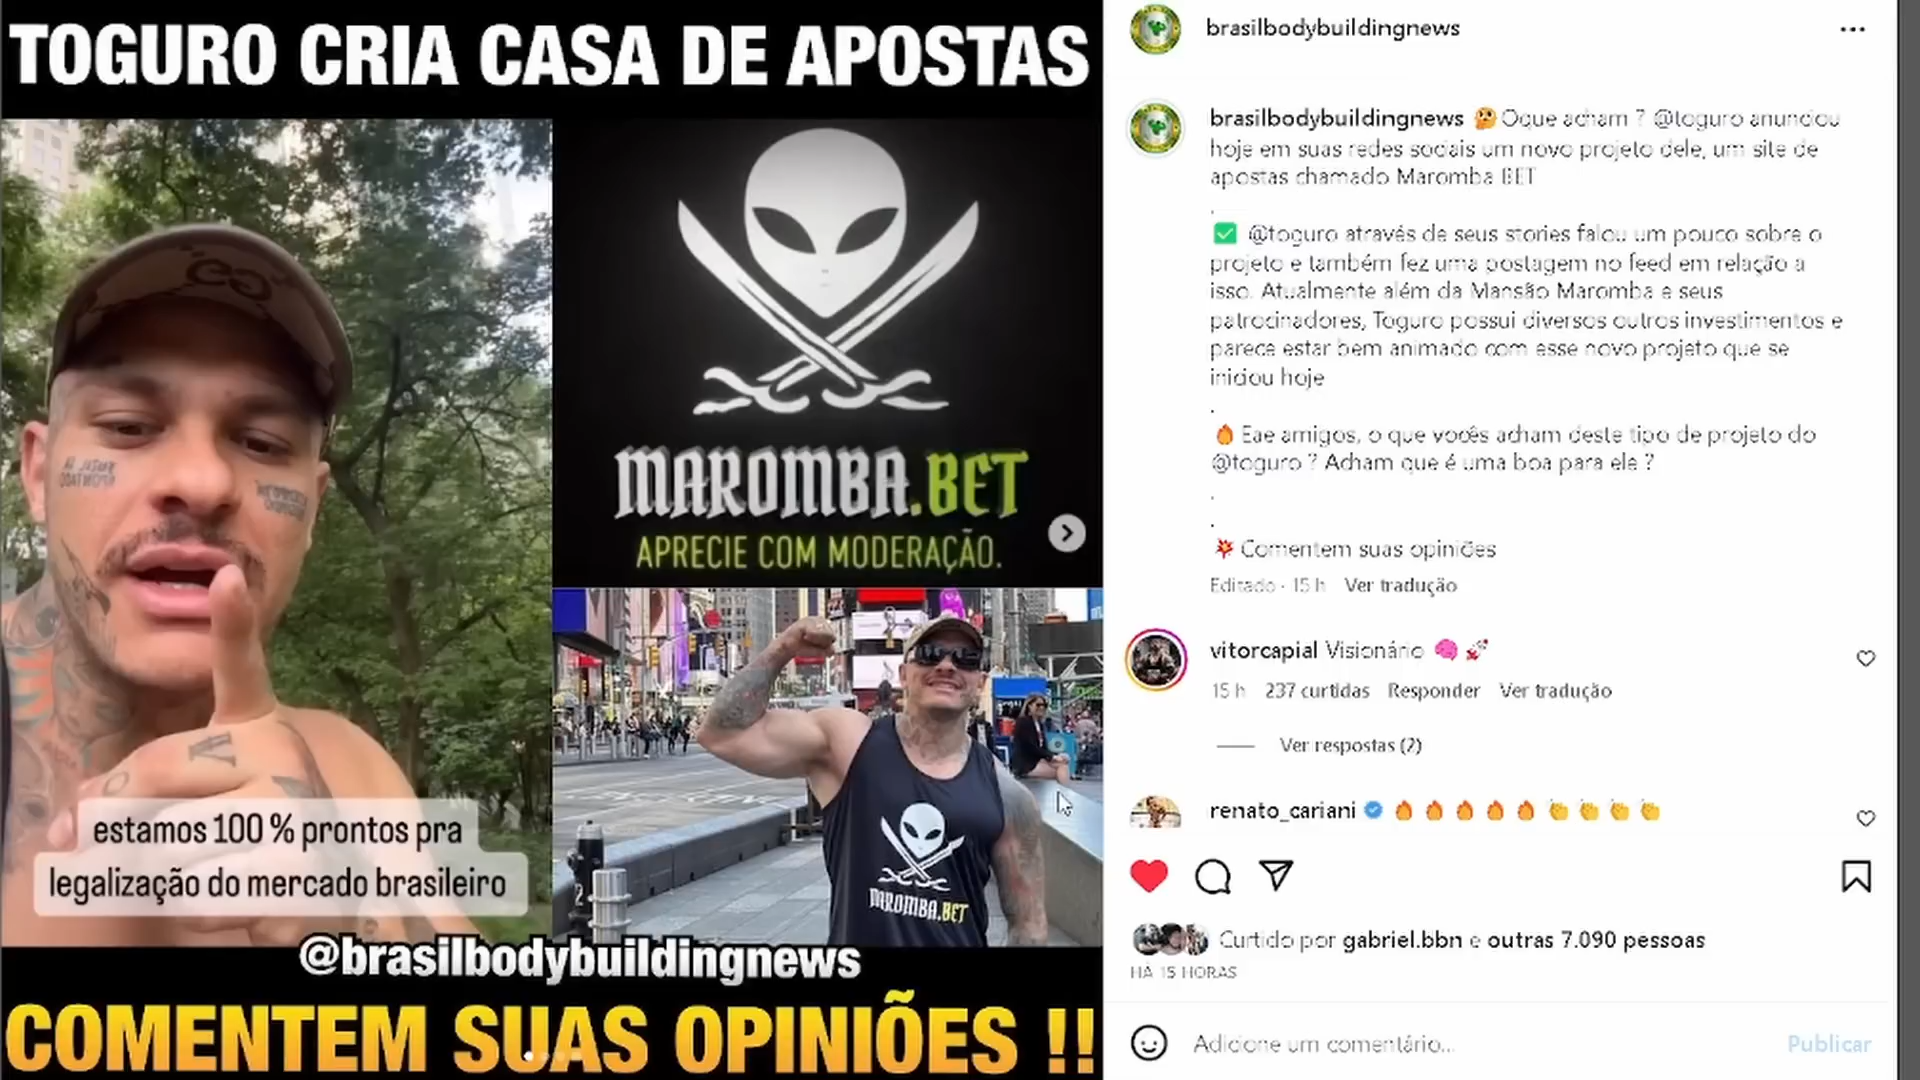 TOGURO CRIA CASA DE APOSTAS
MAROMBA.BET
APRECIE COM MODERAÇÃO.
estamos 100 % prontos pra
legalização do mercado brasileiro
MAROMBA.BET
@brasilbodybuildingnews
COMENTEM SUAS OPINIÕES !!
brasilbodybuildingnews
brasilbodybuildingnews 🤔 Oque acham ? @toguro anunciou
hoje em suas redes sociais um novo projeto dele, um site de
apostas chamado Maromba BET
.
✅ @toguro através de seus stories falou um pouco sobre o
projeto e também fez uma postagem no feed em relação a
isso. Atualmente além da Mansão Maromba e seus
patrocinadores, Toguro possui diversos outros investimentos e
parece estar bem animado com esse novo projeto que se
iniciou hoje
.
🔥 Eae amigos, o que vocês acham deste tipo de projeto do
@toguro ? Acham que é uma boa para ele ?
.
.
💥 Comentem suas opiniões
Editado · 15 h Ver tradução
vitorcapial Visionário 🧠 🚀
15 h 237 curtidas Responder Ver tradução
Ver respostas (2)
renato_cariani 🔥 🔥 🔥 🔥 🔥 👏 👏 👏 👏
Curtido por gabriel.bbn e outras 7.090 pessoas
HÁ 15 HORAS
Adicione um comentário...
Publicar